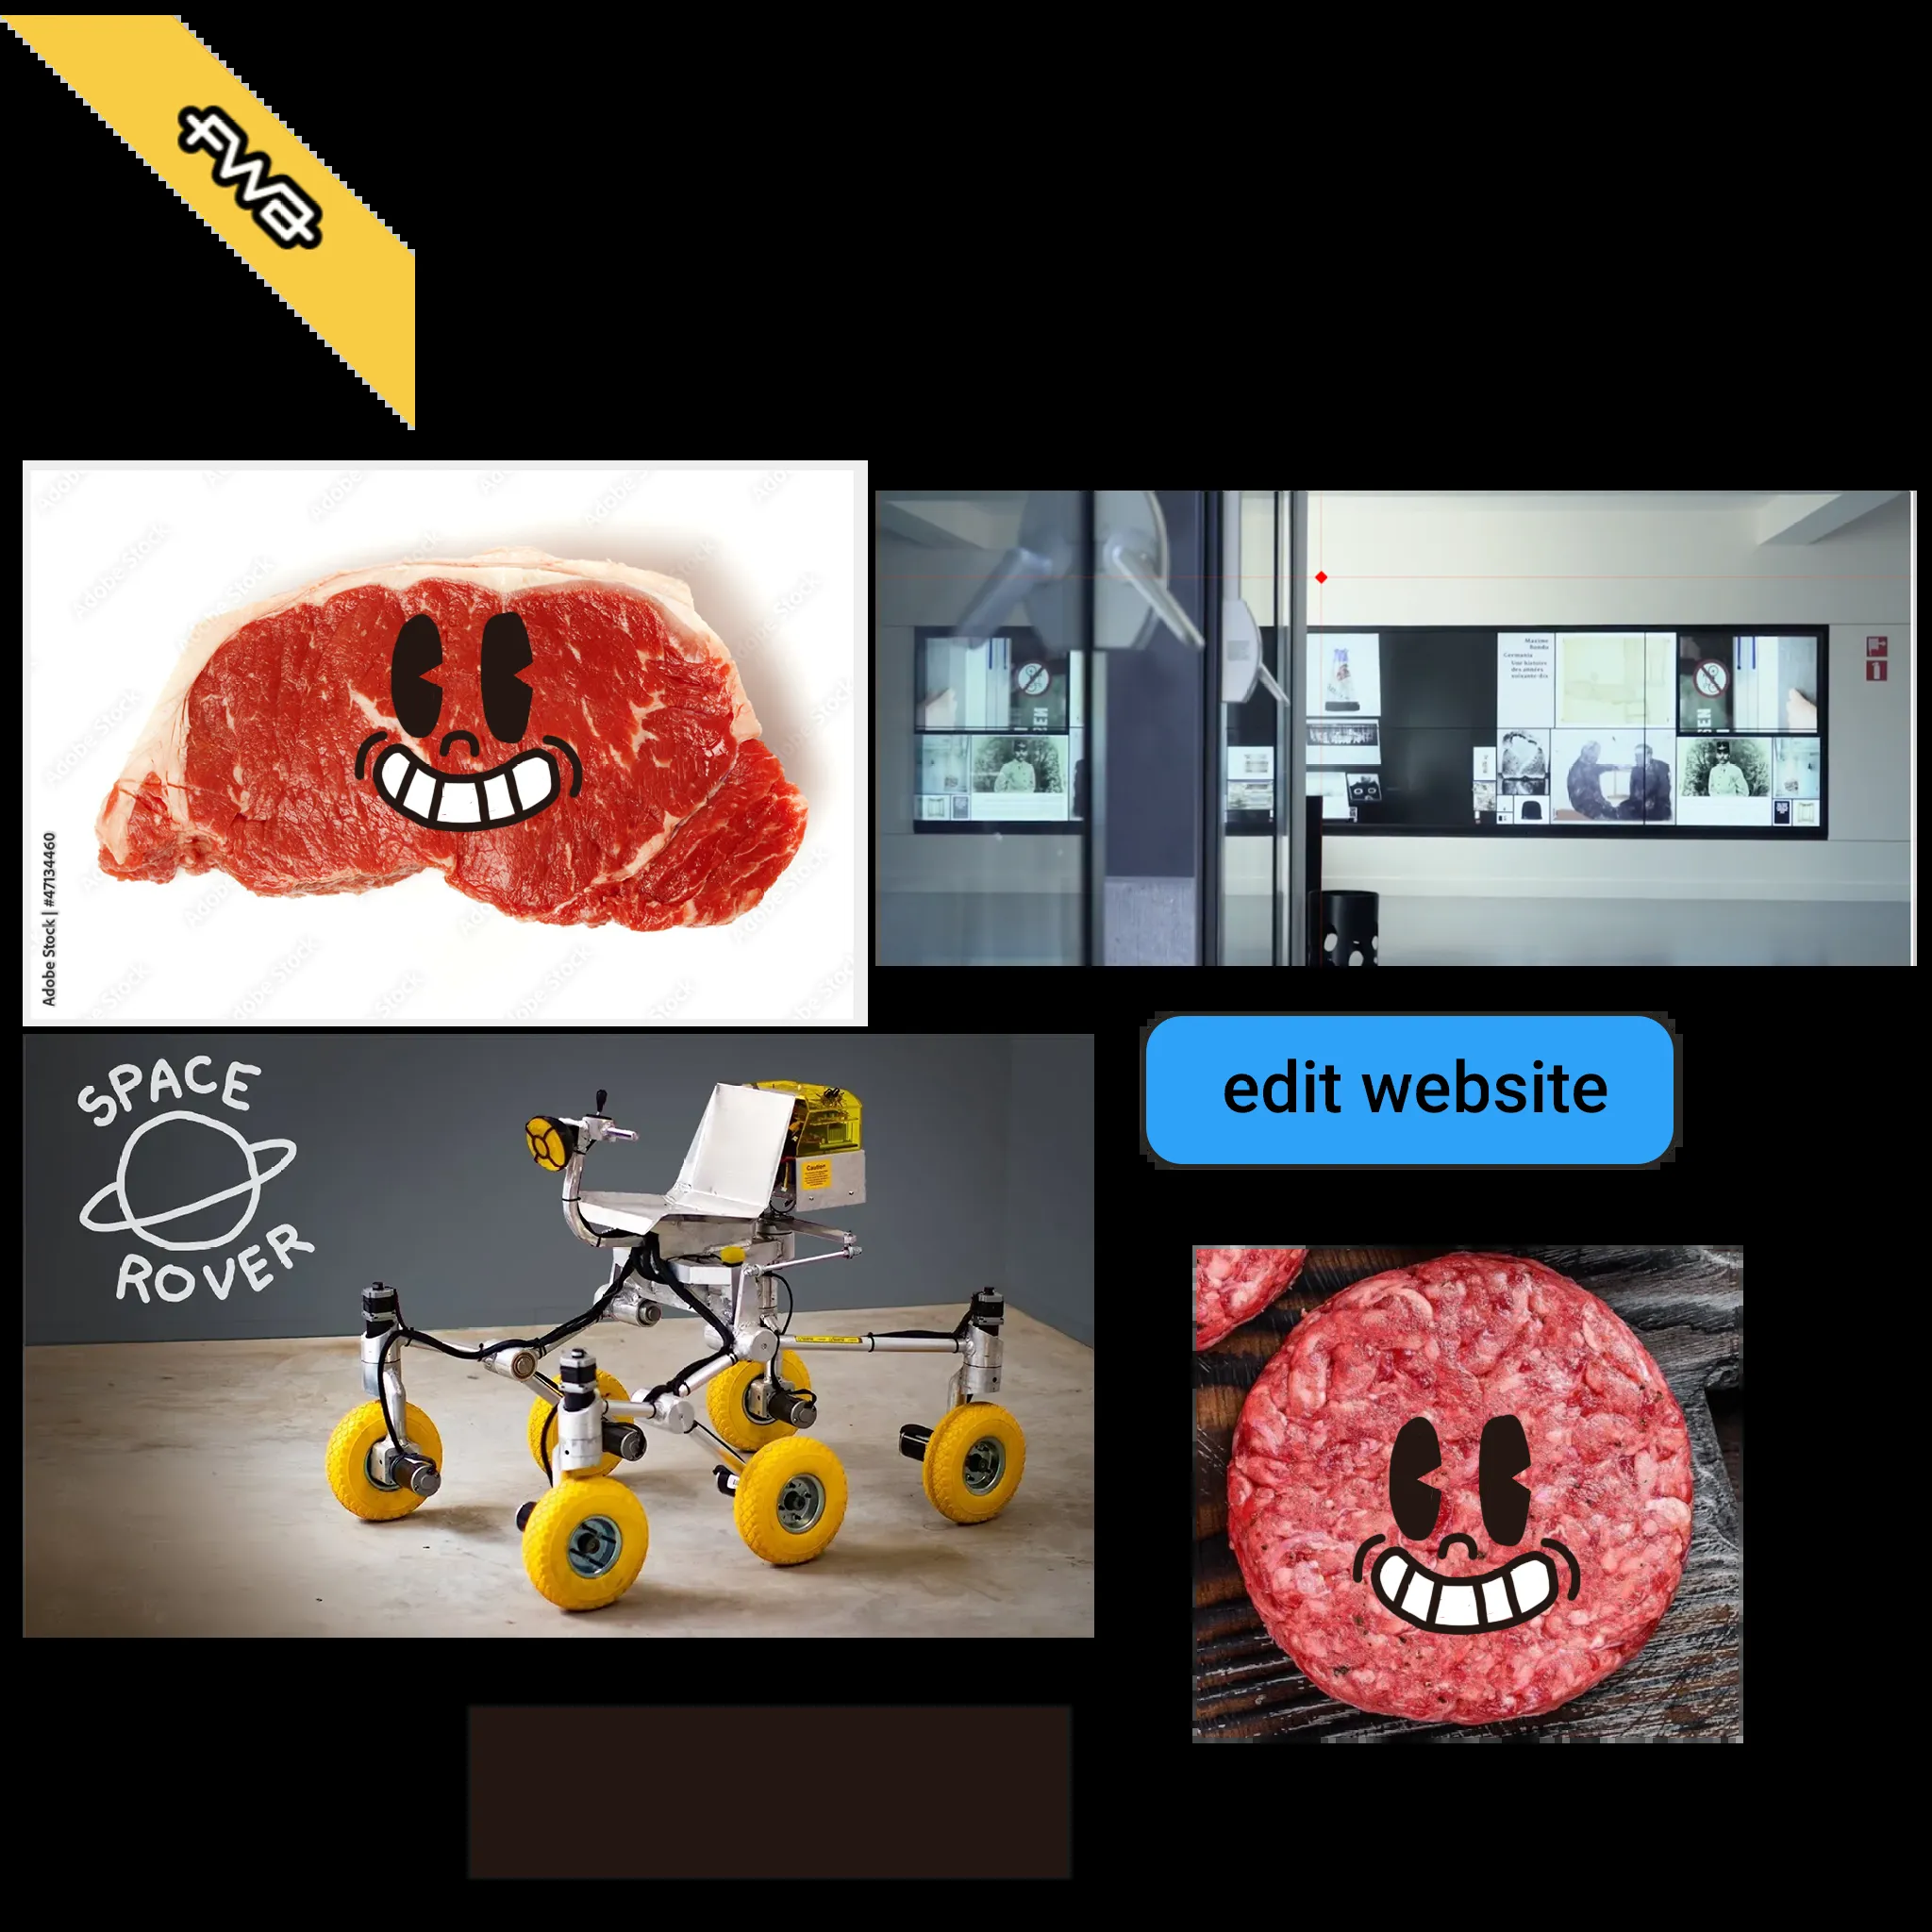 fwa
Adobe Stock | #47134460
Maxime
Bondu
Germania
Une histoire
des années
soixante-dix
edit website
SPACE
ROVER
Caution